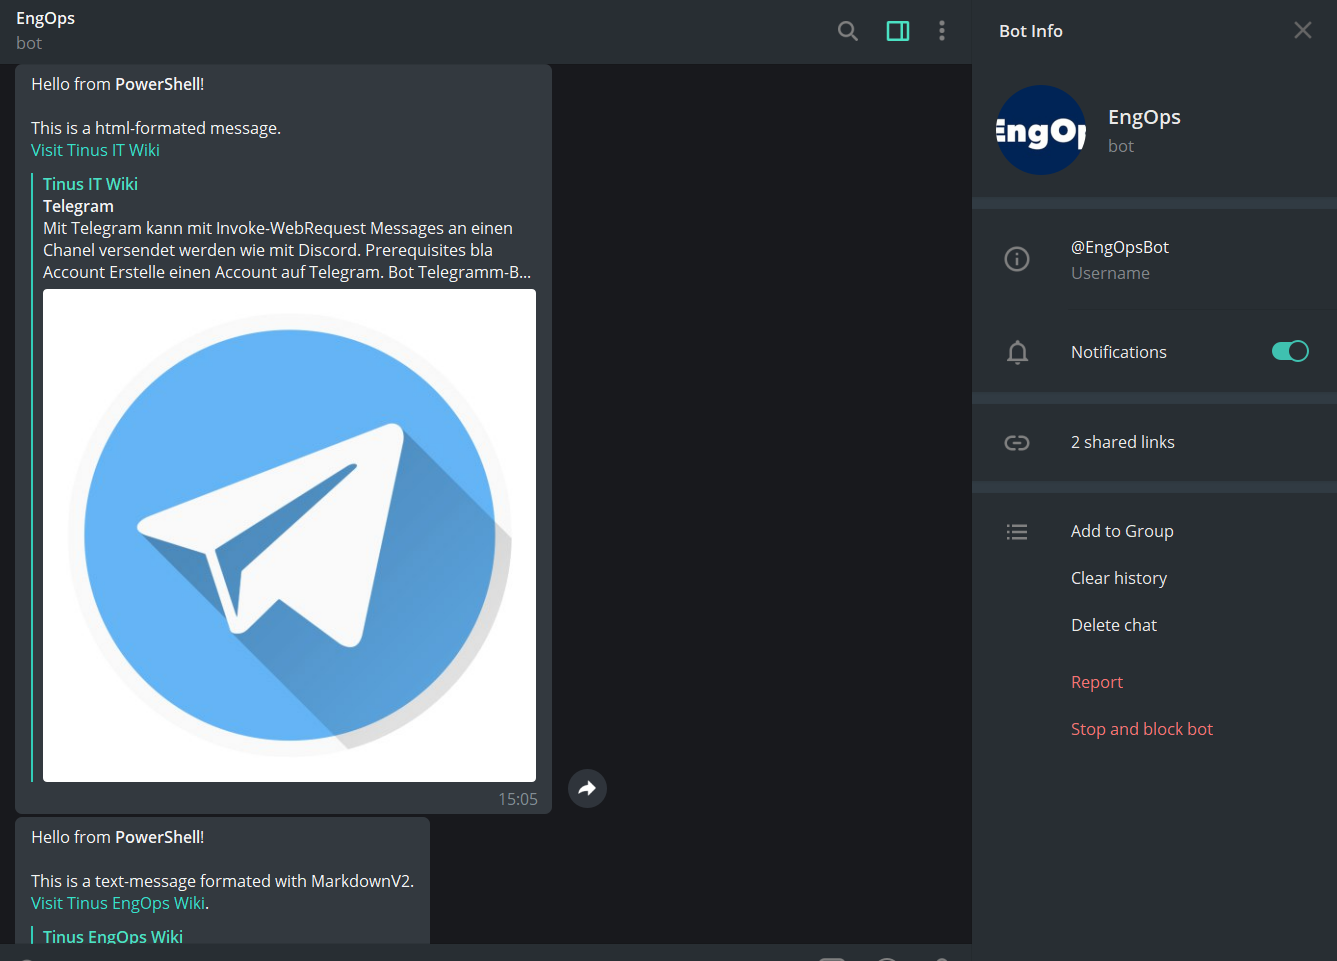 EngOps
bot
Hello from PowerShell!
This is a html-formated message.
Visit Tinus IT Wiki
Tinus IT Wiki
Telegram
Mit Telegram kann mit Invoke-WebRequest Messages an einen
Chanel versendet werden wie mit Discord. Prerequisites bla
Account Erstelle einen Account auf Telegram. Bot Telegramm-B...
15:05
Hello from PowerShell!
This is a text-message formated with MarkdownV2.
Visit Tinus EngOps Wiki.
Tinus EngOps Wiki
Bot Info
EngOp
EngOps
bot
@EngOpsBot
Username
Notifications
2 shared links
Add to Group
Clear history
Delete chat
Report
Stop and block bot